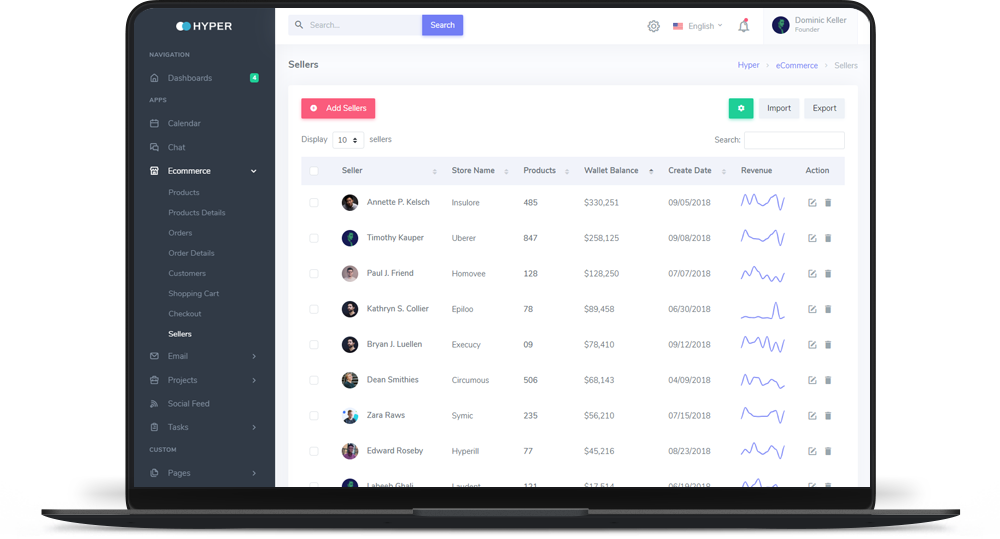 HYPER
Search...
Search
English
Dominic Keller
Founder
NAVIGATION
Dashboards
4
APPS
Calendar
Chat
Ecommerce
Products
Products Details
Orders
Order Details
Customers
Shopping Cart
Checkout
Sellers
Email
Projects
Social Feed
Tasks
CUSTOM
Pages
Sellers
Hyper > eCommerce > Sellers
Add Sellers
Import
Export
Display 10 sellers
Search:
Seller Store Name Products Wallet Balance Create Date Revenue Action
Annette P. Kelsch Insulore 485 $330,251 09/05/2018
Timothy Kauper Uberer 847 $258,125 09/08/2018
Paul J. Friend Homovee 128 $128,250 07/07/2018
Kathryn S. Collier Epiloo 78 $89,458 06/30/2018
Bryan J. Luellen Execucy 09 $78,410 09/12/2018
Dean Smithies Circumous 506 $68,143 04/09/2018
Zara Raws Symic 235 $56,210 07/15/2018
Edward Roseby Hyperill 77 $45,216 08/23/2018
Labeeb Ghali Laudent 121 $17,514 06/19/2018